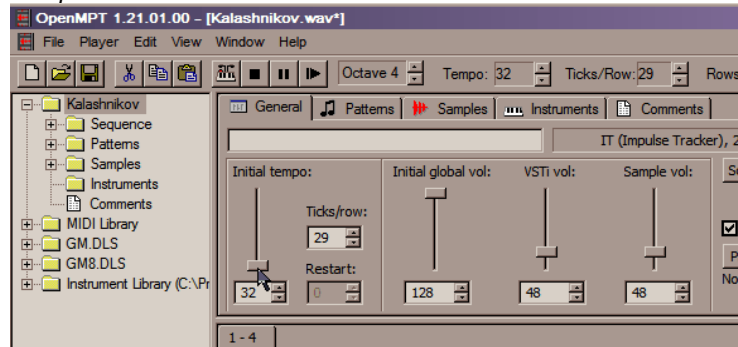 OpenMPT 1.21.01.00 - [Kalashnikov.wav*]
File Player Edit View Window Help
Octave 4 Tempo: 32 Ticks/Row: 29 Rows
Kalashnikov
Sequence
Patterns
Samples
Instruments
Comments
MIDI Library
GM.DLS
GM8.DLS
Instrument Library (C:\Pr
General Patterns Samples Instruments Comments
IT (Impulse Tracker), 2
Initial tempo: Initial global vol: VSTi vol: Sample vol:
Ticks/row:
29
Restart:
32 0 128 48 48
No
1 - 4